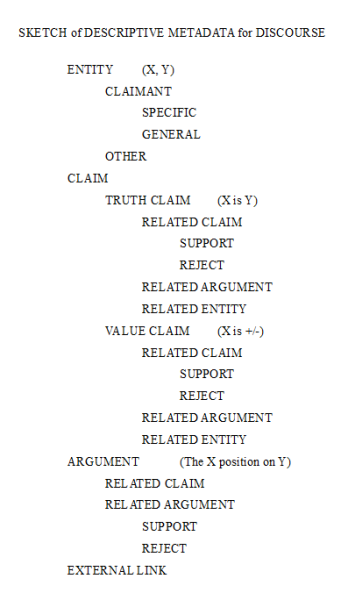 SKETCH of DESCRIPTIVE METADATA for DISCOURSE
ENTITY (X, Y)
CLAIMANT
SPECIFIC
GENERAL
OTHER
CLAIM
TRUTH CLAIM (X is Y)
RELATED CLAIM
SUPPORT
REJECT
RELATED ARGUMENT
RELATED ENTITY
VALUE CLAIM (X is +/-)
RELATED CLAIM
SUPPORT
REJECT
RELATED ARGUMENT
RELATED ENTITY
ARGUMENT (The X position on Y)
RELATED CLAIM
RELATED ARGUMENT
SUPPORT
REJECT
EXTERNAL LINK